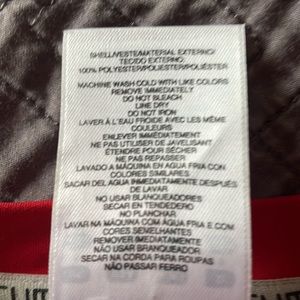 SHELL/VESTE/MATERIAL EXTERNO/
TECIDO EXTERNO:
100% POLYESTER/POLIESTER/POLIÉSTER
MACHINE WASH COLD WITH LIKE COLORS
REMOVE IMMEDIATELY
DO NOT BLEACH
LINE DRY
DO NOT IRON
LAVER À L'EAU FROIDE AVEC LES MÊME
COULEURS
ENLEVER IMMÉDIATEMENT
NE PAS UTILISER DE JAVELISANT
ÉTENDRE POUR SÉCHER
NE PAS REPASSER
LAVADO A MÁQUINA EN AGUA FRIA CON
COLORES SIMILARES
SACAR DEL AGUA INMEDIATAMENTE DESPUÉS
DE LAVAR
NO USAR BLANQUEADORES
SECAR EN TENDEDERO
NO PLANCHAR
LAVAR NA MÁQUINA COM ÁGUA FRIA E COM
CORES SEMELHANTES
REMOVER IMEDIATAMENTE
NÃO USAR BRANQUEADOR
SECAR NA CORDA PARA ROUPAS
NÃO PASSAR FERRO